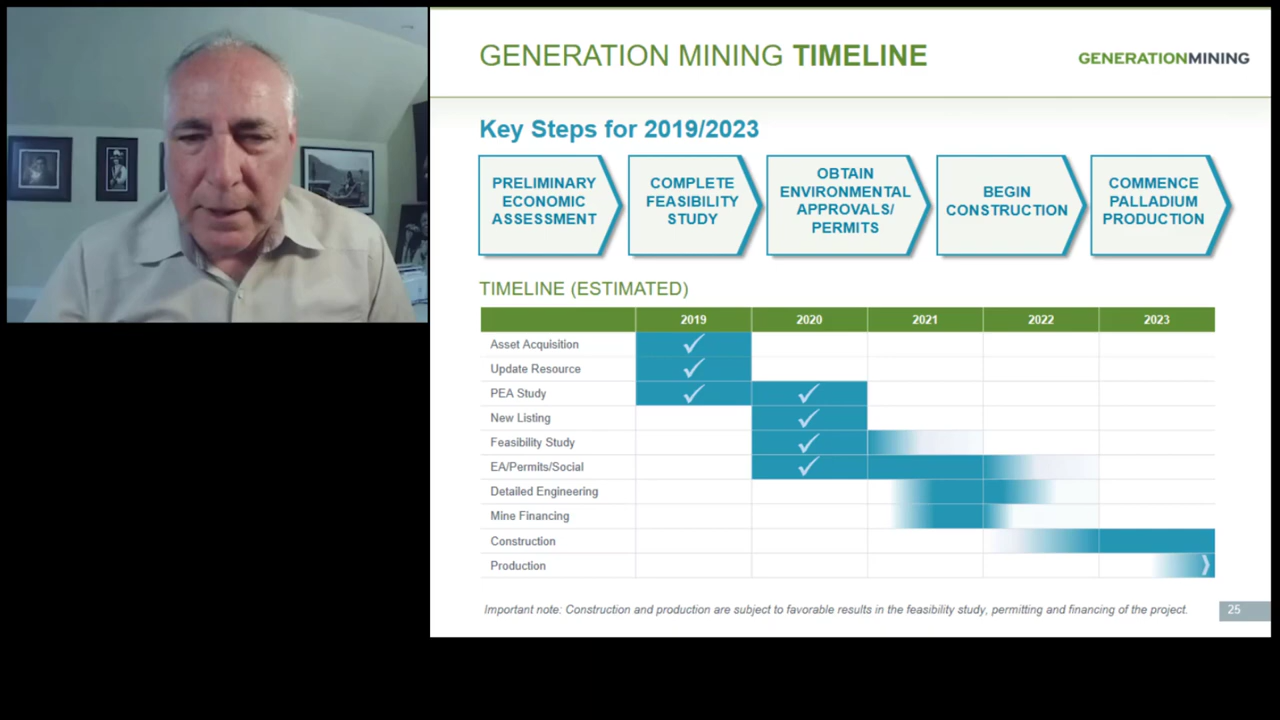 GENERATION MINING TIMELINE
GENERATIONMINING
Key Steps for 2019/2023
PRELIMINARY
ECONOMIC
ASSESSMENT
COMPLETE
FEASIBILITY
STUDY
OBTAIN
ENVIRONMENTAL
APPROVALS/
PERMITS
BEGIN
CONSTRUCTION
COMMENCE
PALLADIUM
PRODUCTION
TIMELINE (ESTIMATED)
2019 2020 2021 2022 2023
Asset Acquisition
Update Resource
PEA Study
New Listing
Feasibility Study
EA/Permits/Social
Detailed Engineering
Mine Financing
Construction
Production
Important note: Construction and production are subject to favorable results in the feasibility study, permitting and financing of the project.
25